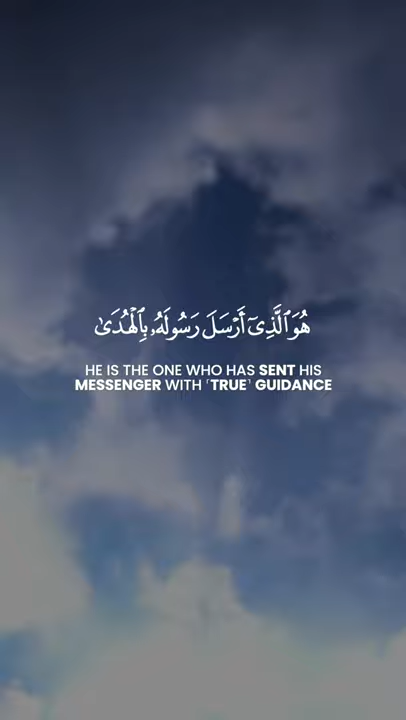 هُوَ ٱلَّذِىٓ أَرْسَلَ رَسُولَهُۥ بِٱلْهُدَىٰ
HE IS THE ONE WHO HAS SENT HIS
MESSENGER WITH ˹TRUE˺ GUIDANCE